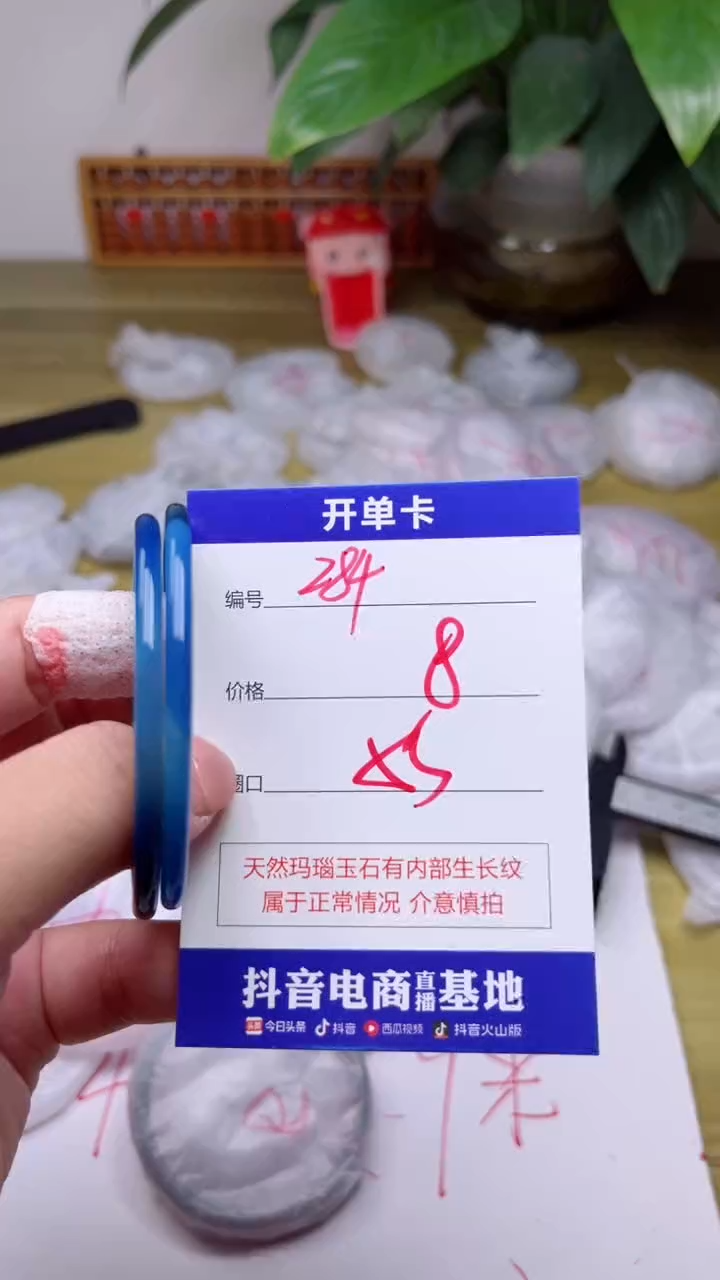 开单卡
编号 284
价格 8
圈口
天然玛瑙玉石有内部生长纹
属于正常情况 介意慎拍
抖音电商直播基地
头条 今日头条 抖音 西瓜视频 抖音火山版